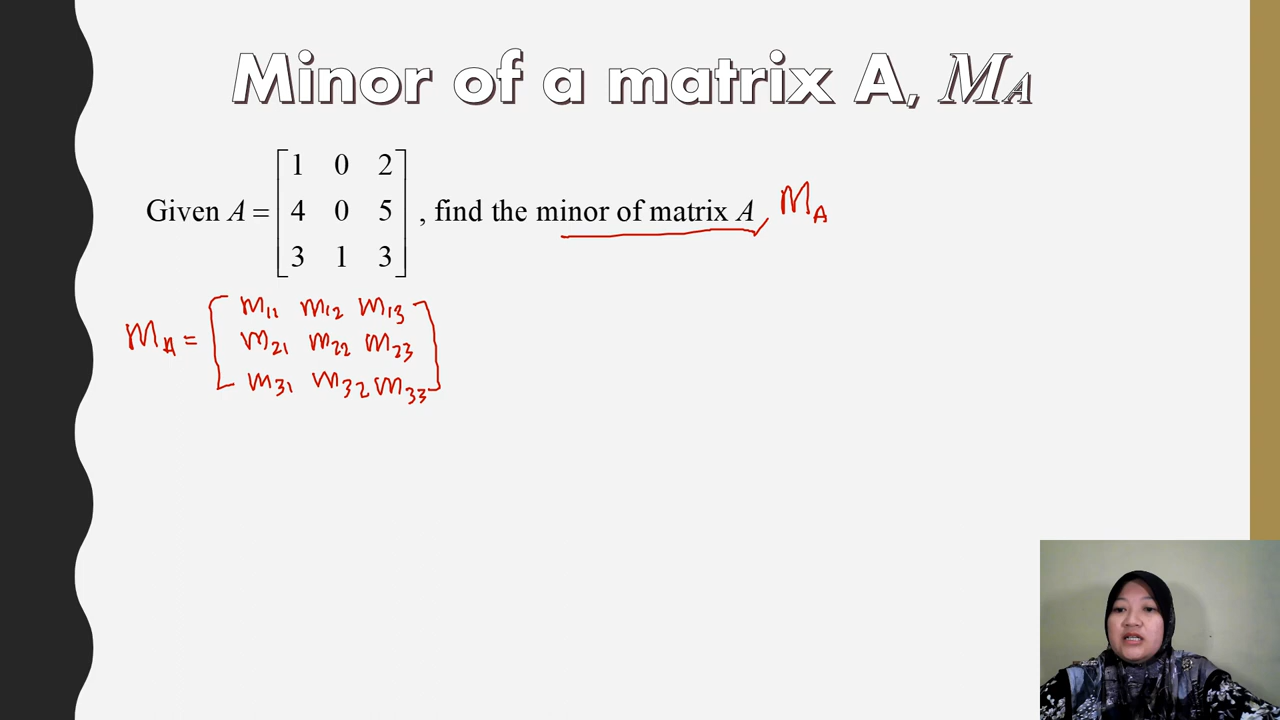 Minor of a matrix A, MA
Given A = [1 0 2
4 0 5
3 1 3], find the minor of matrix A, MA
MA = [m11 m12 m13
m21 m22 m23
m31 m32 m33]